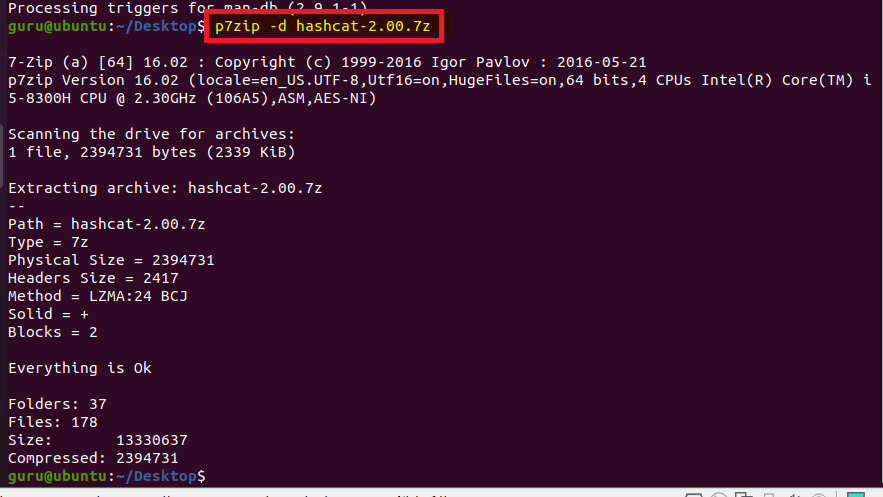 Processing triggers for man-db (2.9.1-1)
guru@ubuntu:~/Desktop$ p7zip -d hashcat-2.00.7z
7-Zip (a) [64] 16.02 : Copyright (c) 1999-2016 Igor Pavlov : 2016-05-21
p7zip Version 16.02 (locale=en_US.UTF-8,Utf16=on,HugeFiles=on,64 bits,4 CPUs Intel(R) Core(TM) i
5-8300H CPU @ 2.30GHz (106A5),ASM,AES-NI)
Scanning the drive for archives:
1 file, 2394731 bytes (2339 KiB)
Extracting archive: hashcat-2.00.7z
--
Path = hashcat-2.00.7z
Type = 7z
Physical Size = 2394731
Headers Size = 2417
Method = LZMA:24 BCJ
Solid = +
Blocks = 2
Everything is Ok
Folders: 37
Files: 178
Size:       13330637
Compressed: 2394731
guru@ubuntu:~/Desktop$